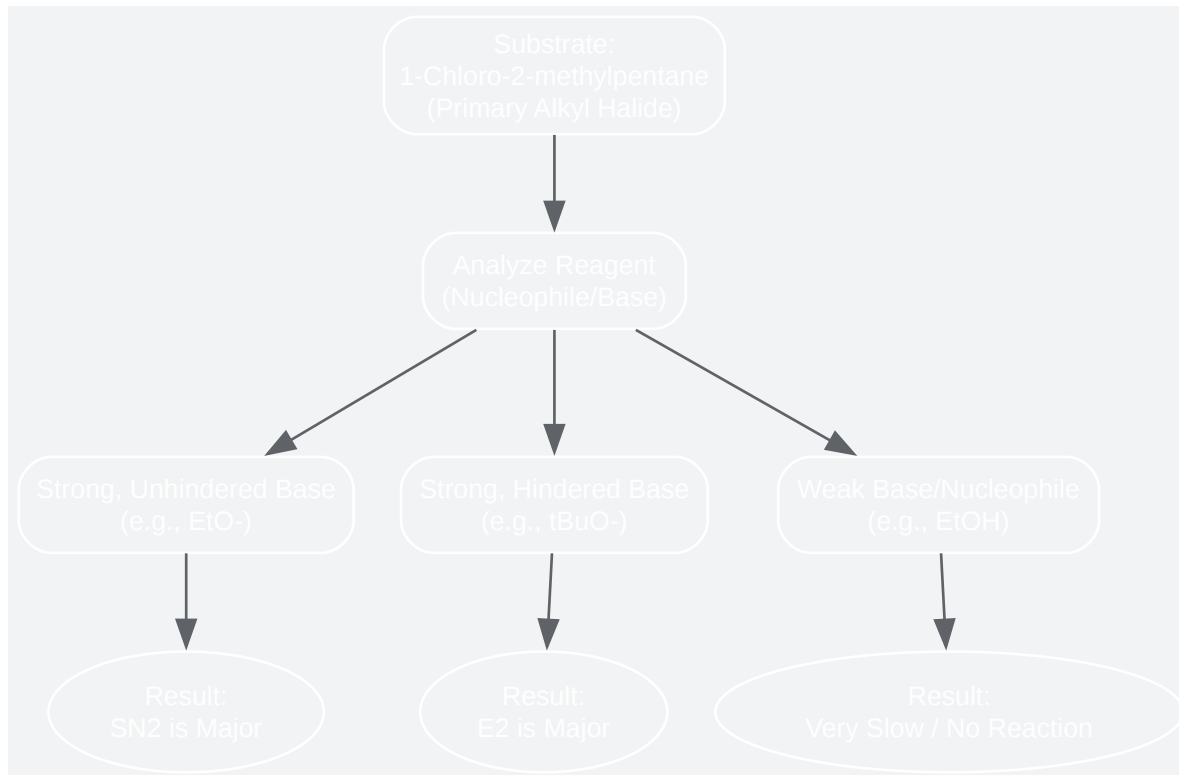 Substrate:
1-Chloro-2-methylpentane
(Primary Alkyl Halide)
Analyze Reagent
(Nucleophile/Base)
Strong, Unhindered Base
(e.g., EtO-)
Strong, Hindered Base
(e.g., tBuO-)
Weak Base/Nucleophile
(e.g., EtOH)
Result:
SN2 is Major
Result:
E2 is Major
Result:
Very Slow / No Reaction